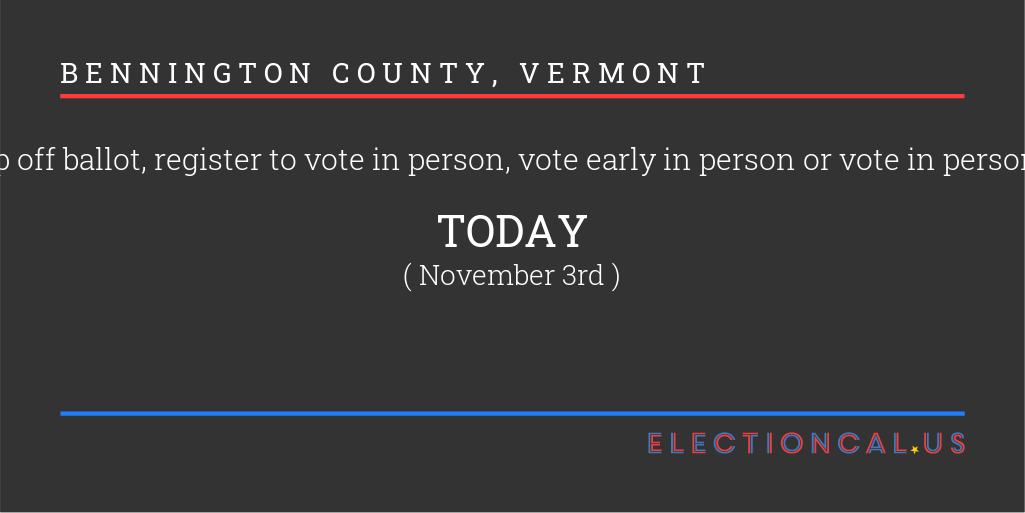 BENNINGTON COUNTY, VERMONT
off ballot, register to vote in person, vote early in person or vote in
TODAY
( November 3rd )
ELECTIONCAL.US